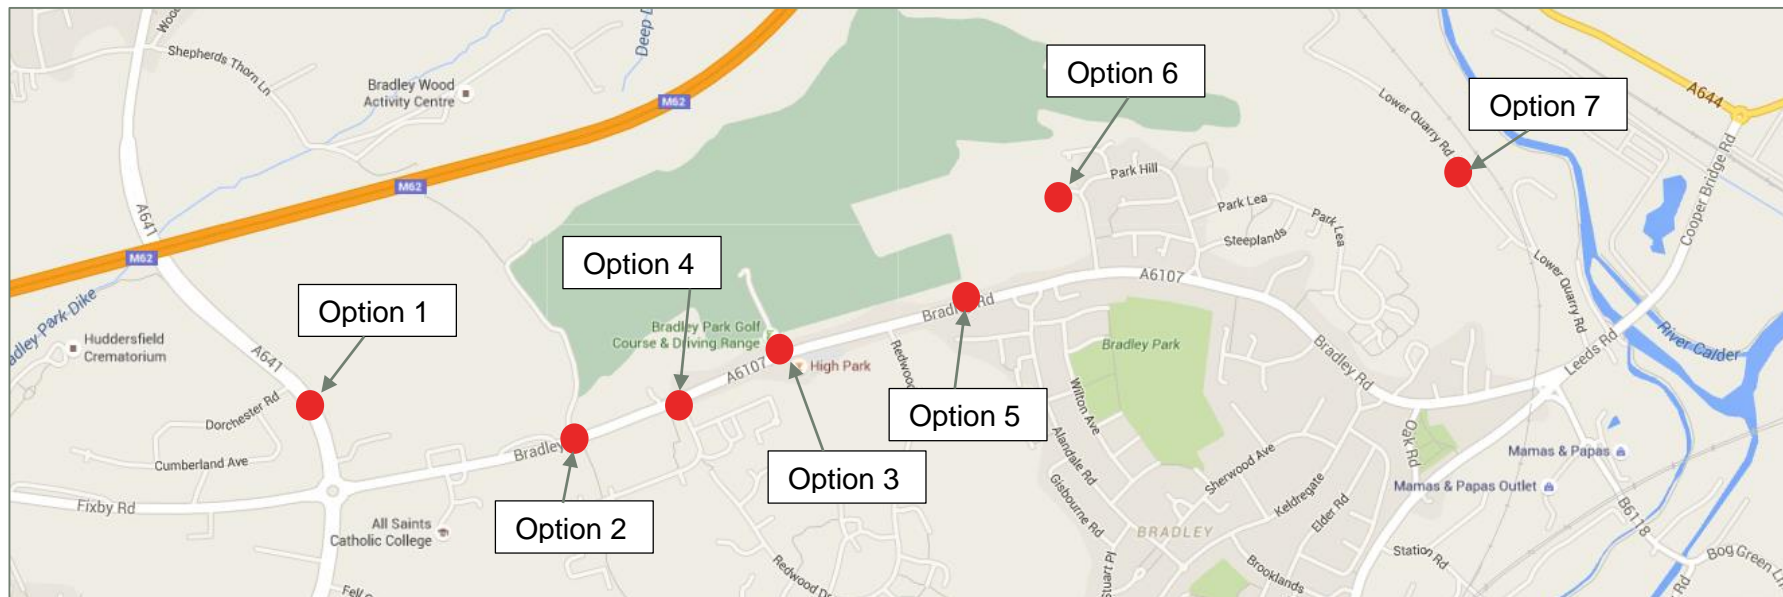 Shepherds Thorn Ln
Bradley Wood
Activity Centre
M62
Option 6
Option 7
A644
Lower Quarry Rd
Cooper Bridge Rd
M62
A641
Park Hill
Park Lea
Park Lea
Steeplands
M62
Option 4
A6107
Lower Quarry Rd
Option 1
Bradley Park Golf
Course & Driving Range
Huddersfield
Crematorium
A641
High Park
A6107
Bradley Park
Bradley Rd
Leeds Rd
River Calder
Dorchester Rd
Option 5
Wilton Ave
Alandale Rd
Oak Rd
Cumberland Ave
Option 3
Sherwood Ave
Mamas & Papas
Mamas & Papas Outlet
Fixby Rd
Gisbourne Rd
Keldregate
Elder Rd
All Saints
Catholic College
Option 2
BRADLEY
B6118
Station Rd
Bog Green Ln
Stuart Pl
Brooklands